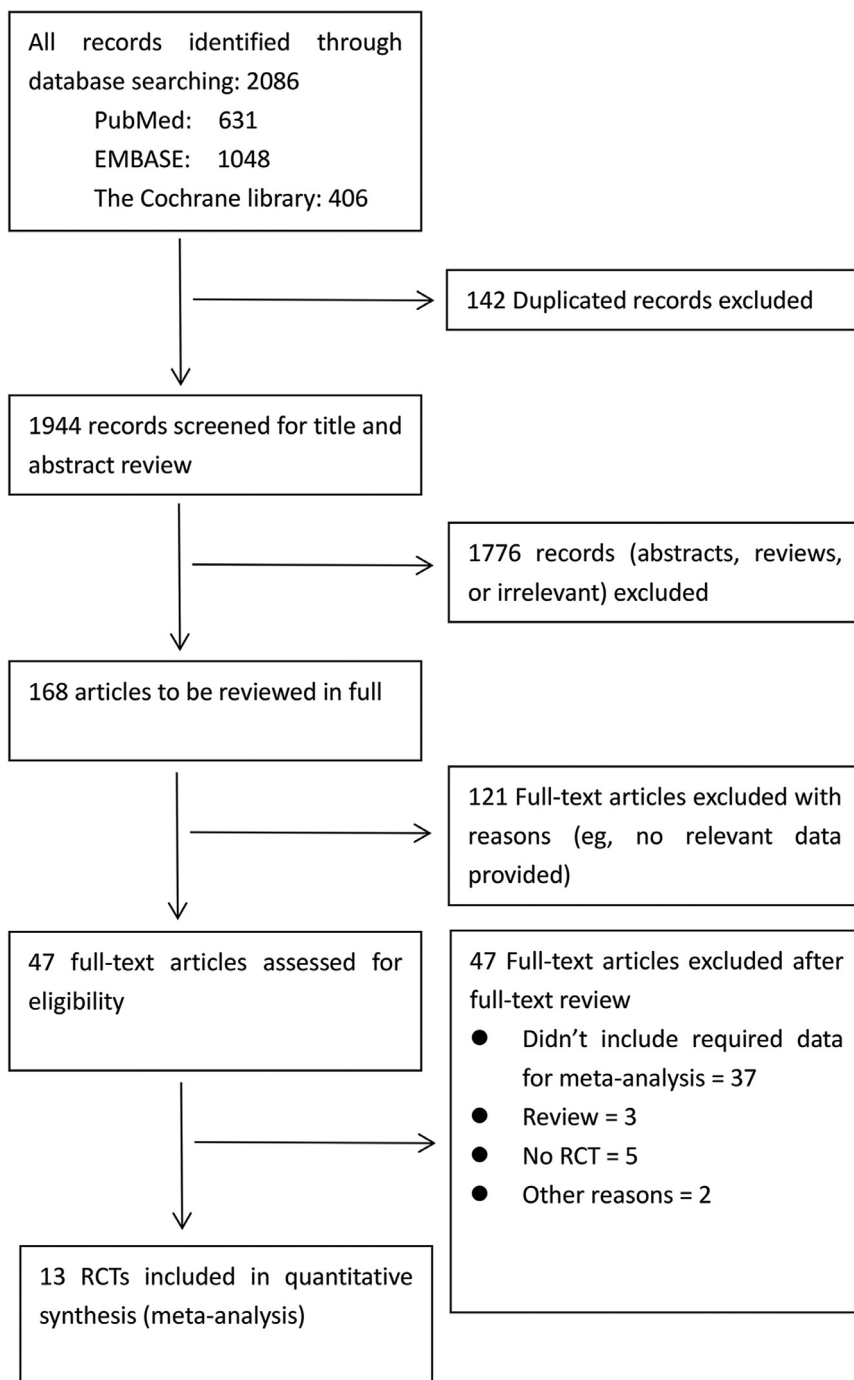 All records identified through
database searching: 2086
PubMed: 631
EMBASE: 1048
The Cochrane library: 406
142 Duplicated records excluded
1944 records screened for title and
abstract review
1776 records (abstracts, reviews,
or irrelevant) excluded
168 articles to be reviewed in full
121 Full-text articles excluded with
reasons (eg, no relevant data
provided)
47 full-text articles assessed for
eligibility
47 Full-text articles excluded after
full-text review
● Didn’t include required data
for meta-analysis = 37
● Review = 3
● No RCT = 5
● Other reasons = 2
13 RCTs included in quantitative
synthesis (meta-analysis)